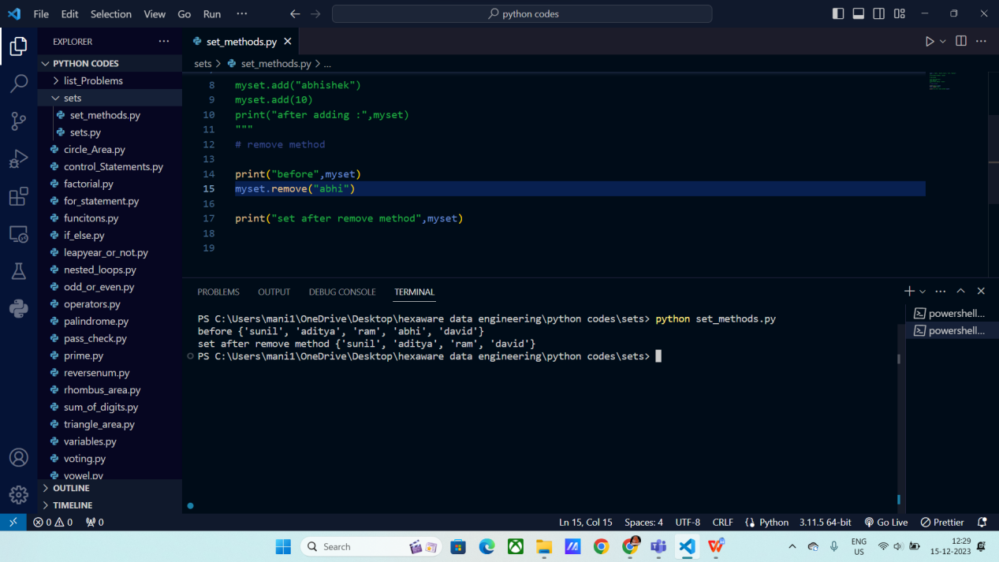 File Edit Selection View Go Run ... python codes
EXPLORER ...
PYTHON CODES
list_Problems
sets
set_methods.py
sets.py
circle_Area.py
control_Statements.py
factorial.py
for_statement.py
funcitons.py
if_else.py
leapyear_or_not.py
nested_loops.py
odd_or_even.py
operators.py
palindrome.py
pass_check.py
prime.py
reversenum.py
rhombus_area.py
sum_of_digits.py
triangle_area.py
variables.py
voting.py
vowel.py
OUTLINE
TIMELINE
set_methods.py
sets > set_methods.py > ...
8 myset.add("abhishek")
9 myset.add(10)
10 print("after adding :",myset)
11 """
12 # remove method
13
14 print("before",myset)
15 myset.remove("abhi")
16
17 print("set after remove method",myset)
18
19
PROBLEMS OUTPUT DEBUG CONSOLE TERMINAL
PS C:\Users\mani1\OneDrive\Desktop\hexaware data engineering\python codes\sets> python set_methods.py
before {'sunil', 'aditya', 'ram', 'abhi', 'david'}
set after remove method {'sunil', 'aditya', 'ram', 'david'}
PS C:\Users\mani1\OneDrive\Desktop\hexaware data engineering\python codes\sets>
powershell...
powershell...
0 0 0 Ln 15, Col 15 Spaces: 4 UTF-8 CRLF Python 3.11.5 64-bit Go Live Prettier
Search
ENG
US
12:29
15-12-2023